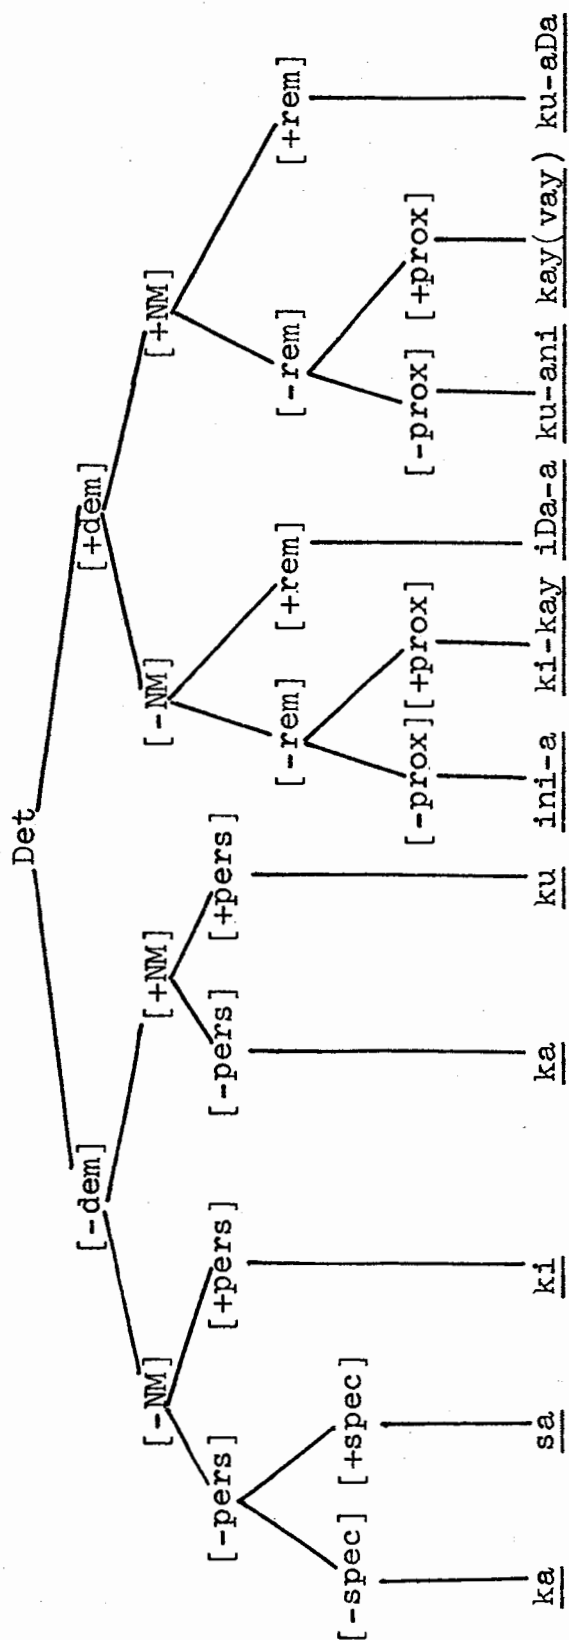 Det
[-dem] [+dem]
[-NM] [+NM] [-NM] [+NM]
[-pers] [+pers] [-pers] [+pers] [-rem] [+rem] [-rem] [+rem]
[-spec] [+spec] [-prox] [+prox] [-prox] [+prox]
ka sa ki ka ku ini-a ki-kay iDa-a ku-ani kay(vay) ku-aDa